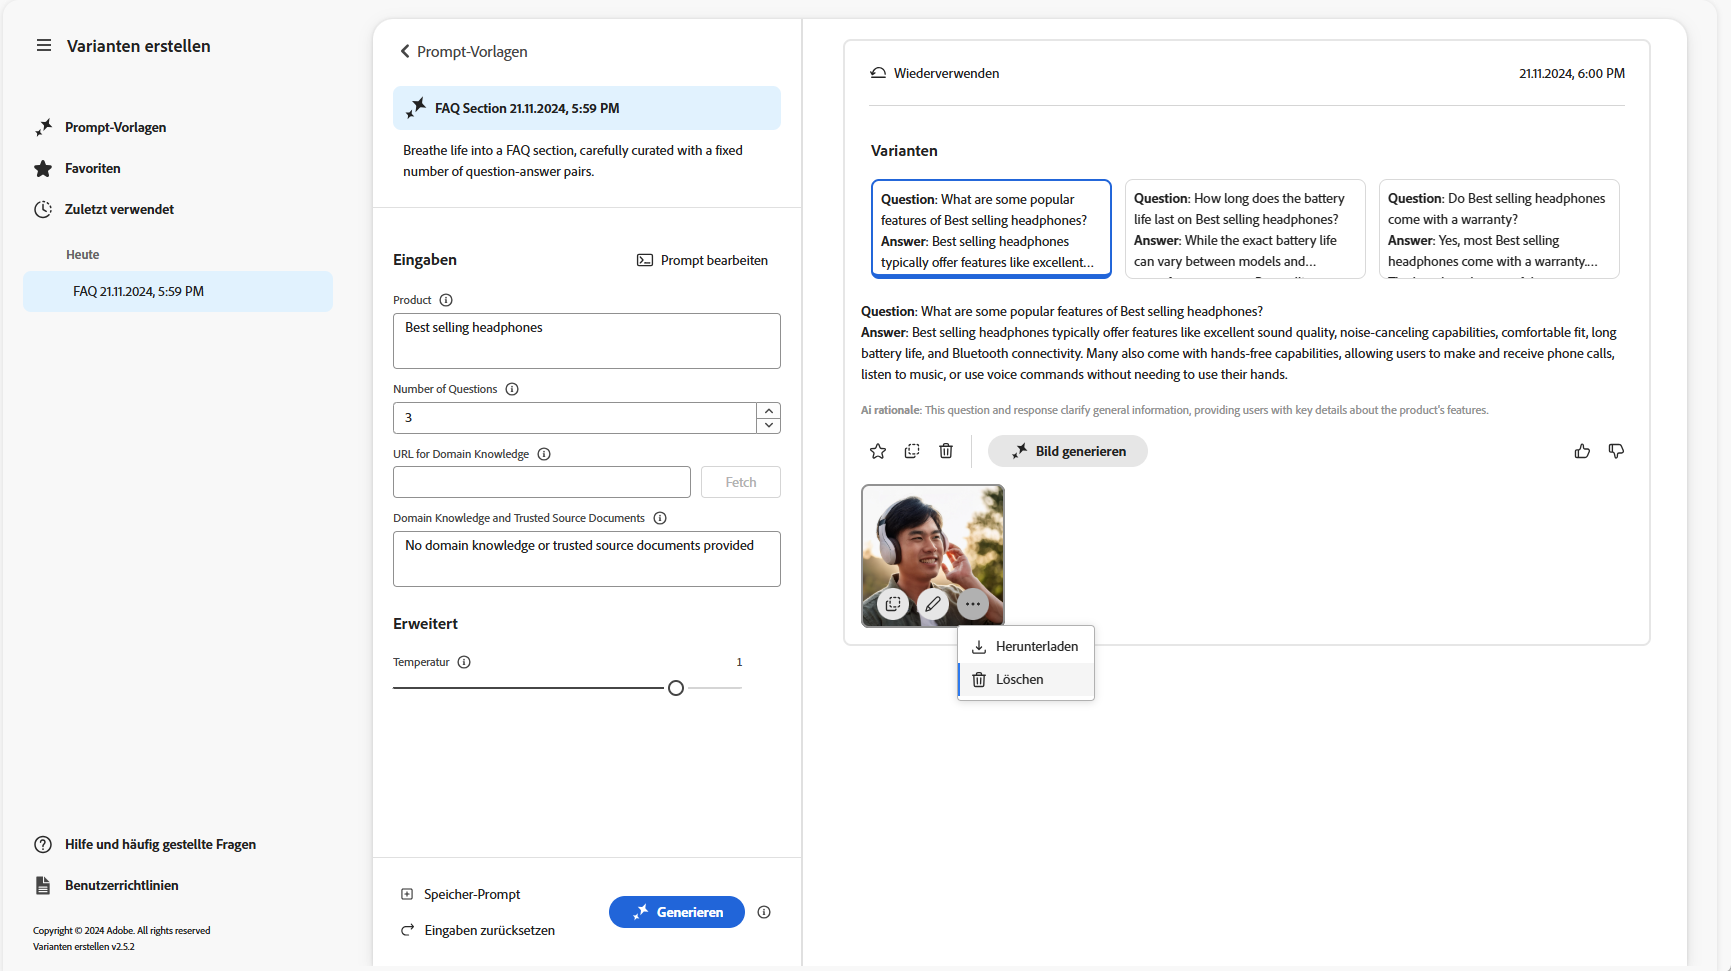 Varianten erstellen
Prompt-Vorlagen
Favoriten
Zuletzt verwendet
Heute
FAQ 21.11.2024, 5:59 PM
Hilfe und häufig gestellte Fragen
Benutzerrichtlinien
Copyright © 2024 Adobe. All rights reserved
Varianten erstellen v2.5.2
Prompt-Vorlagen
FAQ Section 21.11.2024, 5:59 PM
Breathe life into a FAQ section, carefully curated with a fixed
number of question-answer pairs.
Eingaben
Prompt bearbeiten
Product
Best selling headphones
Number of Questions
3
URL for Domain Knowledge
Fetch
Domain Knowledge and Trusted Source Documents
No domain knowledge or trusted source documents provided
Erweitert
Temperatur
1
Speicher-Prompt
Eingaben zurücksetzen
Generieren
Wiederverwenden
21.11.2024, 6:00 PM
Varianten
Question: What are some popular
features of Best selling headphones?
Answer: Best selling headphones
typically offer features like excellent...
Question: How long does the battery
life last on Best selling headphones?
Answer: While the exact battery life
can vary between models and...
Question: Do Best selling headphones
come with a warranty?
Answer: Yes, most Best selling
headphones come with a warranty....
Question: What are some popular features of Best selling headphones?
Answer: Best selling headphones typically offer features like excellent sound quality, noise-canceling capabilities, comfortable fit, long
battery life, and Bluetooth connectivity. Many also come with hands-free capabilities, allowing users to make and receive phone calls,
listen to music, or use voice commands without needing to use their hands.
Ai rationale: This question and response clarify general information, providing users with key details about the product's features.
Bild generieren
Herunterladen
Löschen